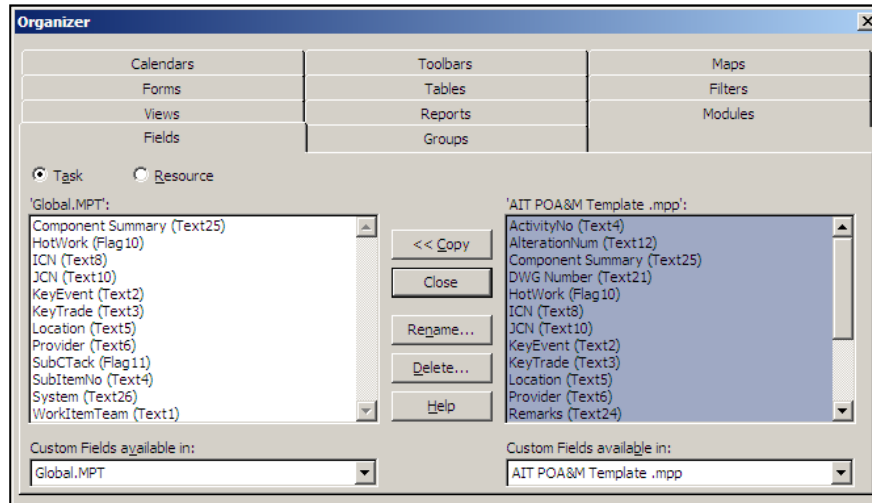 Organizer
Calendars Toolbars Maps
Forms Tables Filters
Views Reports Modules
Fields Groups
Task Resource
'Global.MPT':
Component Summary (Text25)
HotWork (Flag10)
ICN (Text8)
JCN (Text10)
KeyEvent (Text2)
KeyTrade (Text3)
Location (Text5)
Provider (Text6)
SubCTack (Flag11)
SubItemNo (Text4)
System (Text26)
WorkItemTeam (Text1)
<< Copy
Close
Rename...
Delete...
Help
'AIT POA&M Template .mpp':
ActivityNo (Text4)
AlterationNum (Text12)
Component Summary (Text25)
DWG Number (Text21)
HotWork (Flag10)
ICN (Text8)
JCN (Text10)
KeyEvent (Text2)
KeyTrade (Text3)
Location (Text5)
Provider (Text6)
Remarks (Text24)
Custom Fields available in:
Global.MPT
Custom Fields available in:
AIT POA&M Template .mpp